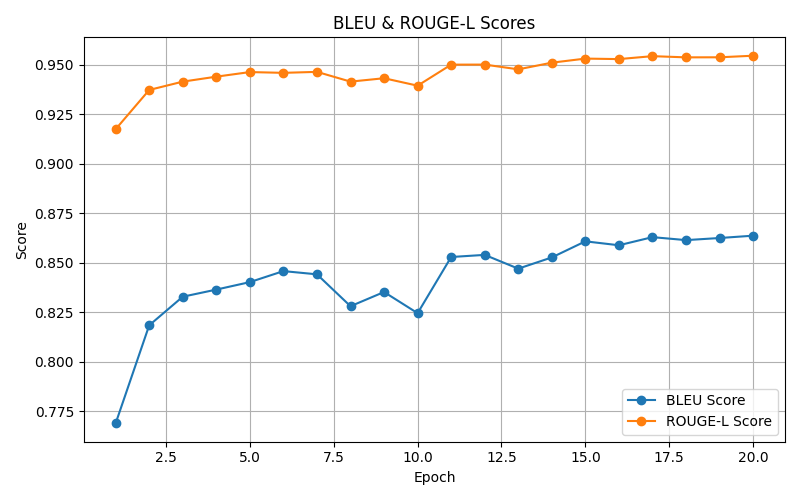 BLEU & ROUGE-L Scores
0.950
0.925
0.900
0.875
0.850
0.825
0.800
0.775
Score
2.5 5.0 7.5 10.0 12.5 15.0 17.5 20.0
Epoch
BLEU Score
ROUGE-L Score